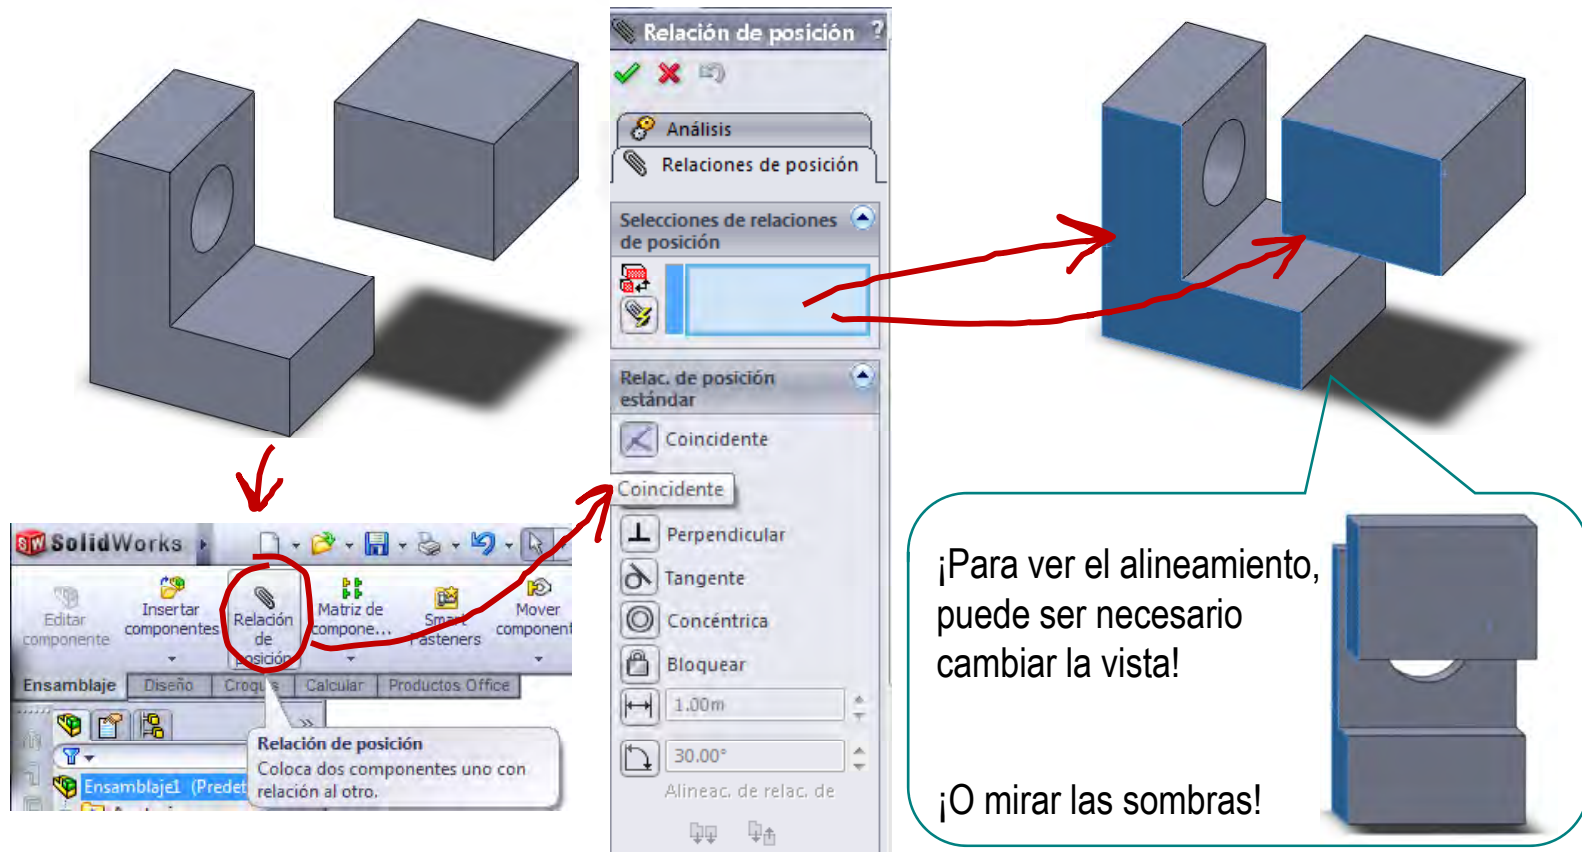 Relación de posición ?
Análisis
Relaciones de posición
Selecciones de relaciones
de posición
Relac. de posición
estándar
Coincidente
Coincidente
Perpendicular
Tangente
Concéntrica
Bloquear
1.00m
30.00°
Alineac. de relac. de
SolidWorks
Editar
componente
Insertar
componentes
Relación
de
posición
Matriz de
compone...
Smart
Fasteners
Mover
component
Ensamblaje
Diseño
Croquis
Calcular
Productos Office
Relación de posición
Coloca dos componentes uno con
relación al otro.
Ensamblaje1 (Predet
¡Para ver el alineamiento,
puede ser necesario
cambiar la vista!
¡O mirar las sombras!